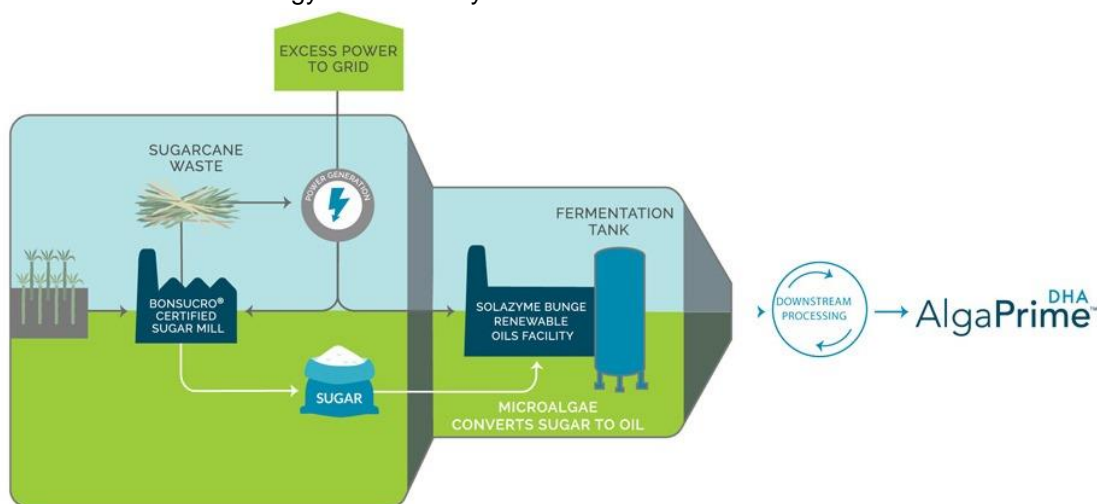 EXCESS POWER
TO GRID
SUGARCANE
WASTE
POWER GENERATION
FERMENTATION
TANK
BONSUCRO®
CERTIFIED
SUGAR MILL
SOLAZYME BUNGE
RENEWABLE
OILS FACILITY
SUGAR
MICROALGAE
CONVERTS SUGAR TO OIL
DOWNSTREAM
PROCESSING
AlgaPrime™ DHA